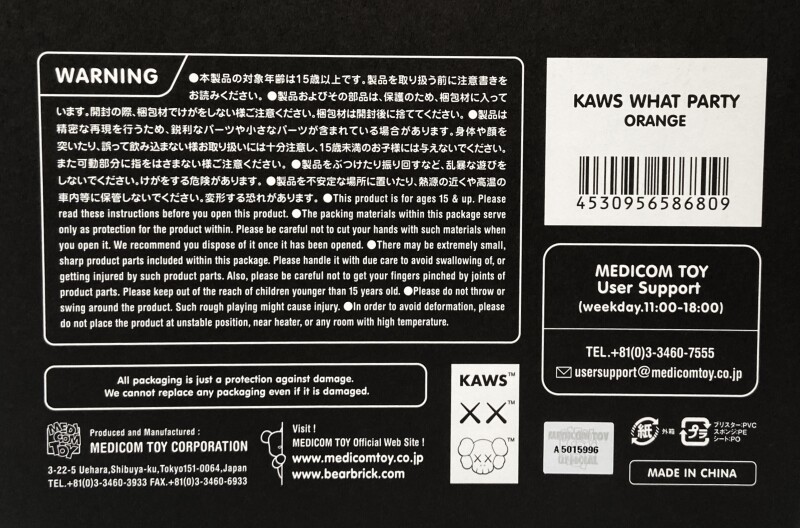 WARNING
●本製品の対象年齢は15歳以上です。製品を取り扱う前に注意書きを
お読みください。 ●製品およびその部品は、保護のため、梱包材に入って
います。開封の際、梱包材でけがをしない様ご注意ください。梱包材は開封後に捨ててください。 ●製品は
精密な再現を行うため、鋭利なパーツや小さなパーツが含まれている場合があります。身体や顔を
突いたり、誤って飲み込まない様お取り扱いには十分注意し、15歳未満のお子様には与えないでください。
また可動部分に指をはさまない様ご注意ください。 ●製品をぶつけたり振り回すなど、乱暴な遊びを
しないでください。けがをする危険があります。 ●製品を不安定な場所に置いたり、熱源の近くや高温の
車内等に保管しないでください。変形する恐れがあります。 ●This product is for ages 15 & up. Please
read these instructions before you open this product. ●The packing materials within this package serve
only as protection for the product within. Please be careful not to cut your hands with such materials when
you open it. We recommend you dispose of it once it has been opened. ●There may be extremely small,
sharp product parts included within this package. Please handle it with due care to avoid swallowing of, or
getting injured by such product parts. Also, please be careful not to get your fingers pinched by joints of
product parts. Please keep out of the reach of children younger than 15 years old. ●Please do not throw or
swing around the product. Such rough playing might cause injury. ●In order to avoid deformation, please
do not place the product at unstable position, near heater, or any room with high temperature.
KAWS WHAT PARTY
ORANGE
4530956586809
MEDICOM TOY
User Support
(weekday.11:00-18:00)
TEL.+81(0)3-3460-7555
usersupport@medicomtoy.co.jp
All packaging is just a protection against damage.
We cannot replace any packaging even if it is damaged.
MEDI
COM
TOY
Produced and Manufactured :
MEDICOM TOY CORPORATION
3-22-5 Uehara,Shibuya-ku,Tokyo151-0064,Japan
TEL.+81(0)3-3460-3933 FAX.+81(0)3-3460-6933
Visit !
MEDICOM TOY Official Web Site !
www.medicomtoy.co.jp
www.bearbrick.com
KAWS™
XX™
™
MEDICOM TOY
A 5015996
紙 外箱
プラ
ブリスター:PVC
スポンジ:PE
シート:PO
MADE IN CHINA